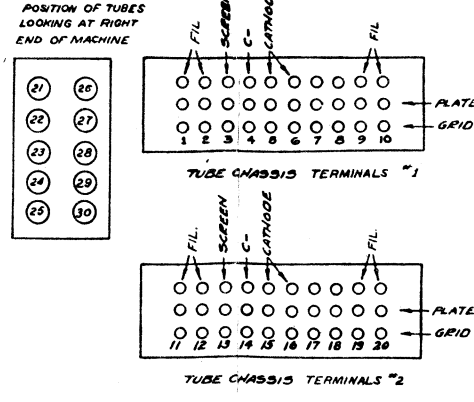 POSITION OF TUBES
LOOKING AT RIGHT
END OF MACHINE
21 26
22 27
23 28
24 29
25 30
FIL SCREEN C- CATHODE FIL
PLATE
GRID
1 2 3 4 5 6 7 8 9 10
TUBE CHASSIS TERMINALS #1
FIL. SCREEN C- CATHODE FIL.
PLATE
GRID
11 12 13 14 15 16 17 18 19 20
TUBE CHASSIS TERMINALS #2